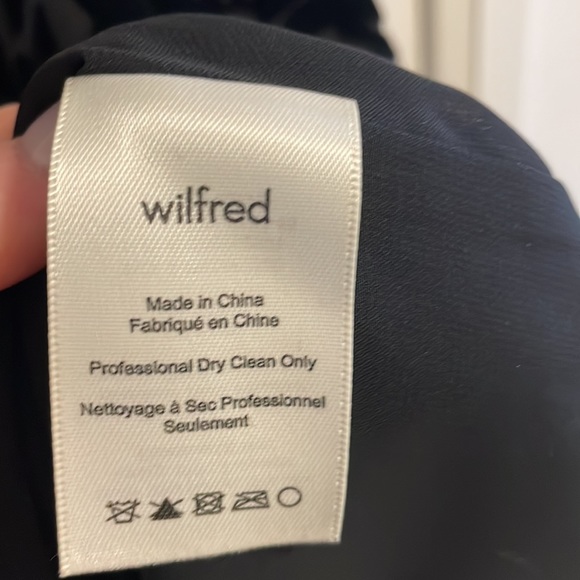 wilfred
Made in China
Fabriqué en Chine
Professional Dry Clean Only
Nettoyage à Sec Professionnel
Seulement